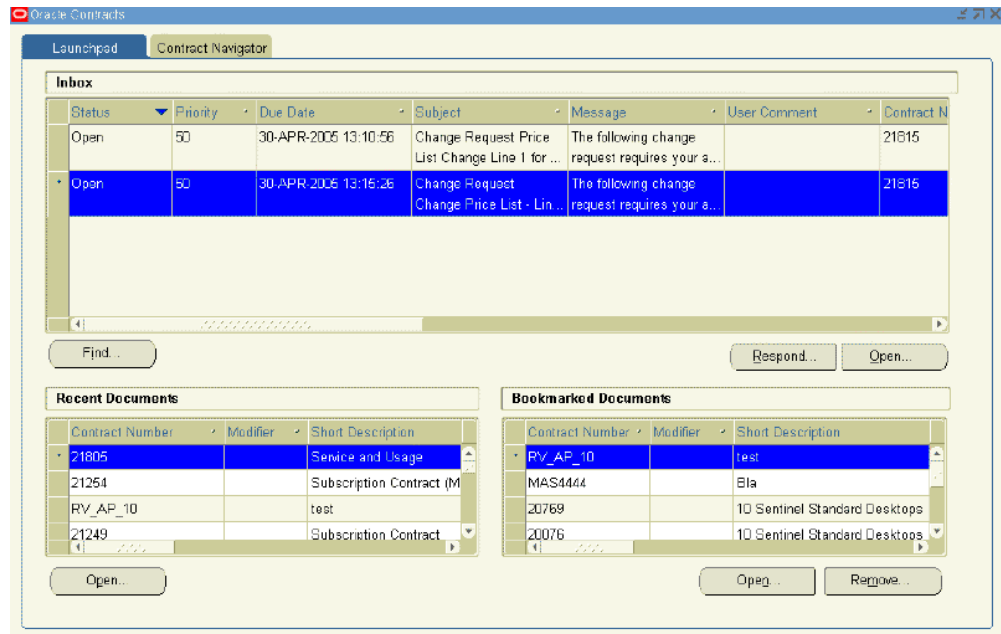 Oracle Contracts
Launchpad Contract Navigator
Inbox
Status Priority Due Date Subject Message User Comment Contract N
Open 50 30-APR-2005 13:10:56 Change Request Price The following change 21815
List Change Line 1 for ... request requires your a...
Open 50 30-APR-2005 13:15:26 Change Request The following change 21815
Change Price List - Lin... request requires your a...
Find...
Respond... Open...
Recent Documents Bookmarked Documents
Contract Number Modifier Short Description Contract Number Modifier Short Description
21805 Service and Usage RV_AP_10 test
21254 Subscription Contract (M MAS4444 Bla
RV_AP_10 test 20769 10 Sentinel Standard Desktops
21249 Subscription Contract 20076 10 Sentinel Standard Desktops
Open... Open... Remove...